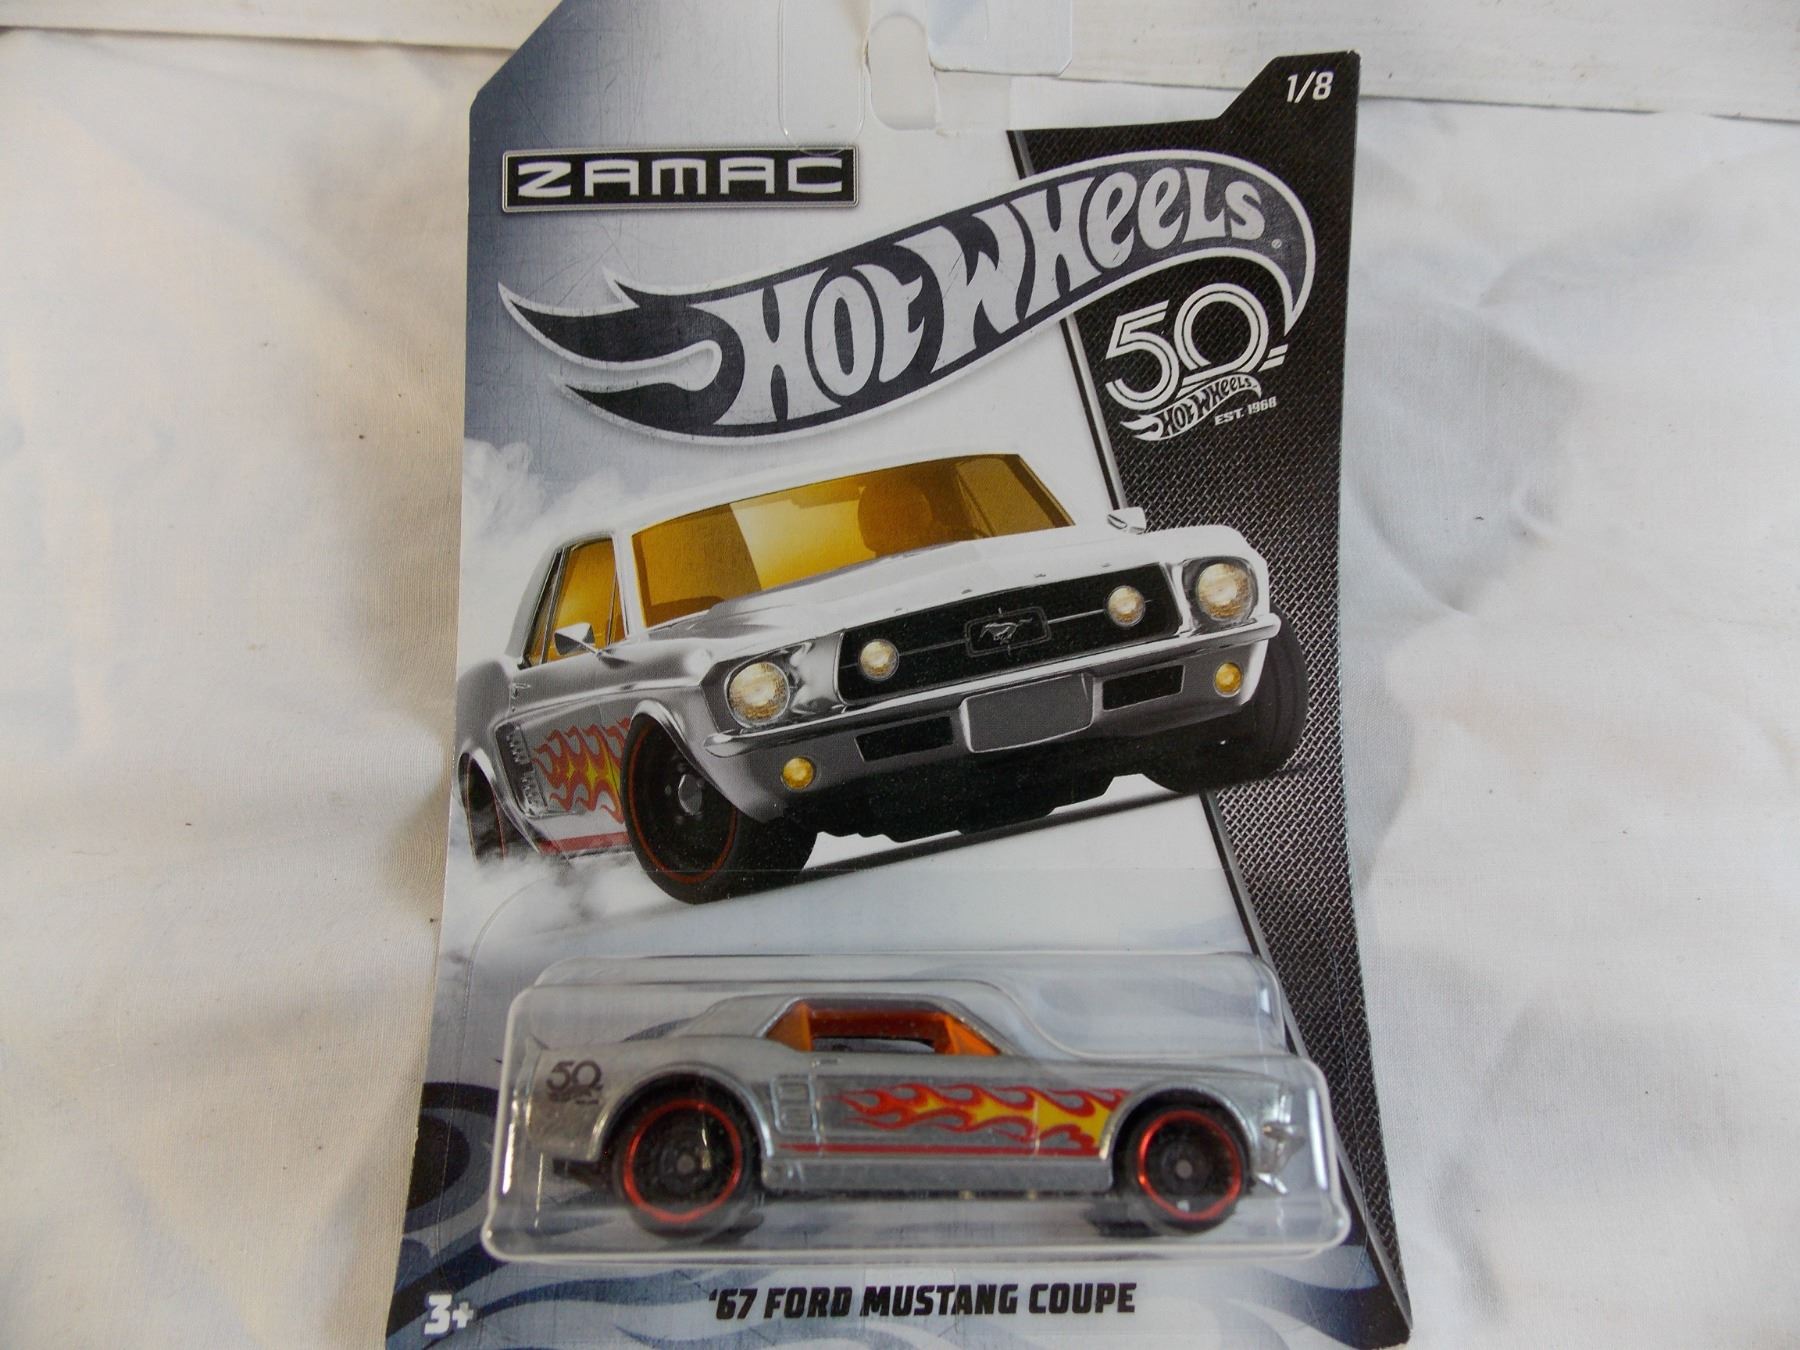 1/8
ZAMAC
HOT WHEELS
50
HOT WHEELS
EST. 1968
50
3+
'67 FORD MUSTANG COUPE